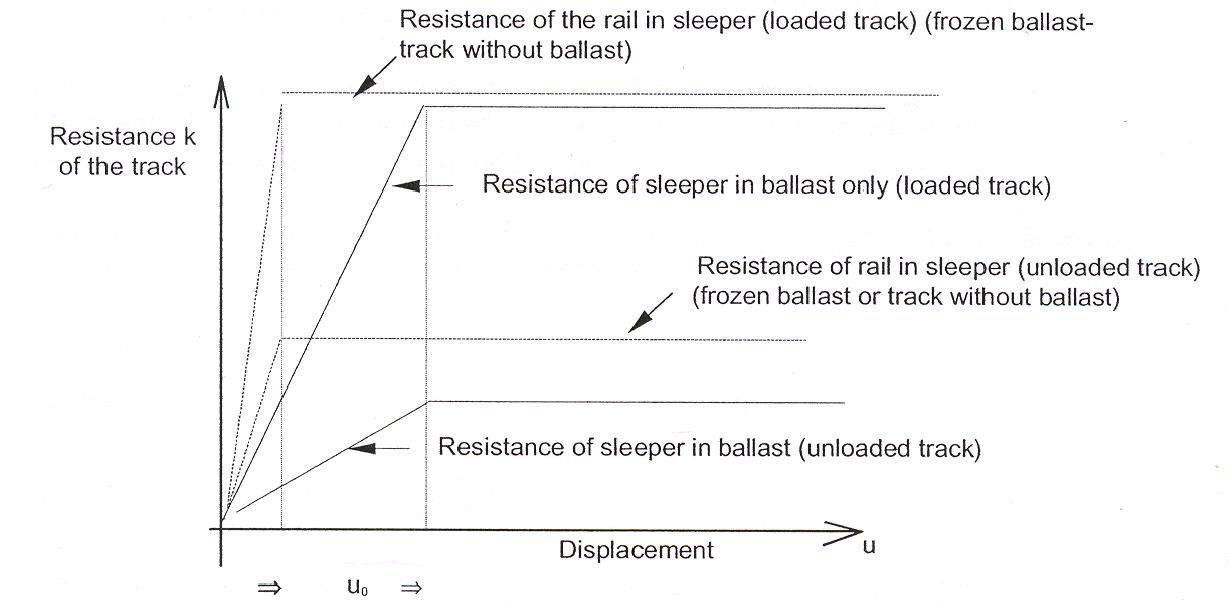 Resistance of the rail in sleeper (loaded track) (frozen ballast-
track without ballast)
Resistance k
of the track
Resistance of sleeper in ballast only (loaded track)
Resistance of rail in sleeper (unloaded track)
(frozen ballast or track without ballast)
Resistance of sleeper in ballast (unloaded track)
Displacement
u
⇒ u₀ ⇒